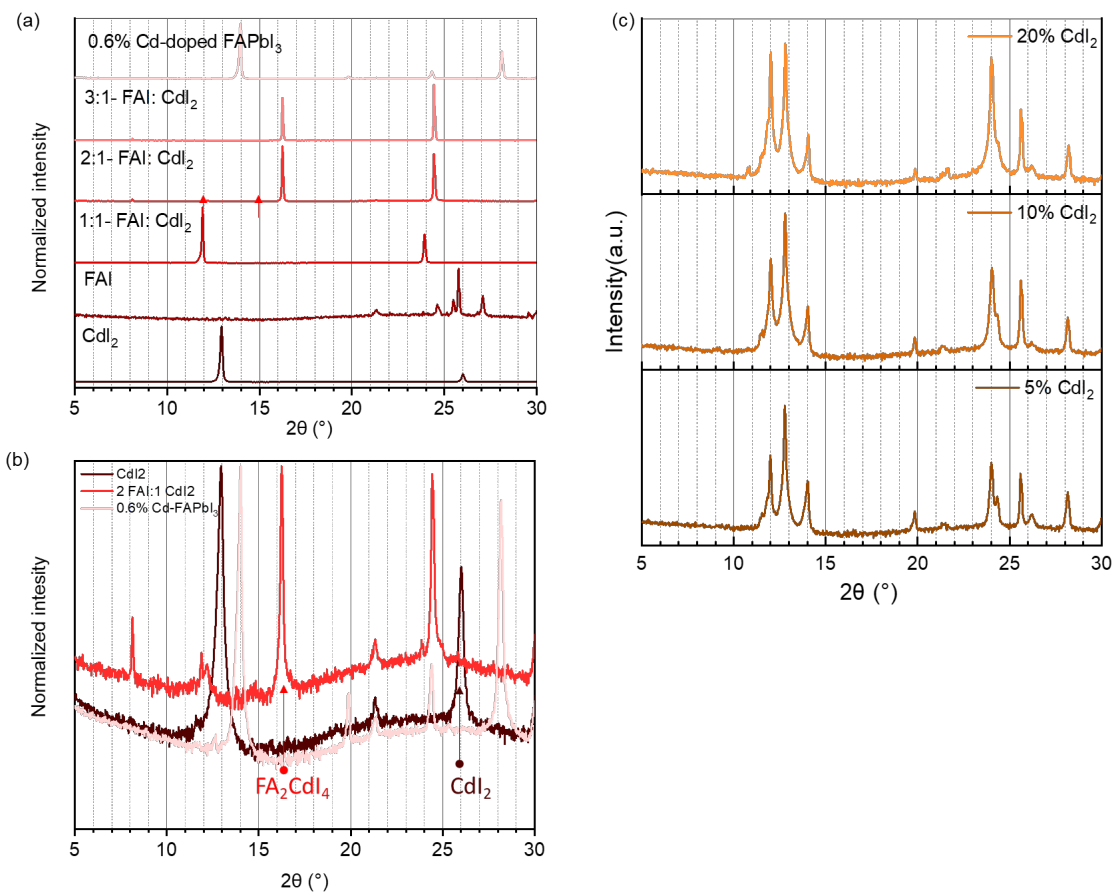 (a)
0.6% Cd-doped FAPbI₃
3:1- FAI: CdI₂
2:1- FAI: CdI₂
1:1- FAI: CdI₂
FAI
CdI₂
Normalized intensity
5 10 15 20 25 30
2θ (°)
(b)
CdI2
2 FAI:1 CdI2
0.6% Cd-FAPbI₃
FA₂CdI₄
CdI₂
Normalized intesity
5 10 15 20 25 30
2θ (°)
(c)
20% CdI₂
10% CdI₂
5% CdI₂
Intensity(a.u.)
5 10 15 20 25 30
2θ (°)